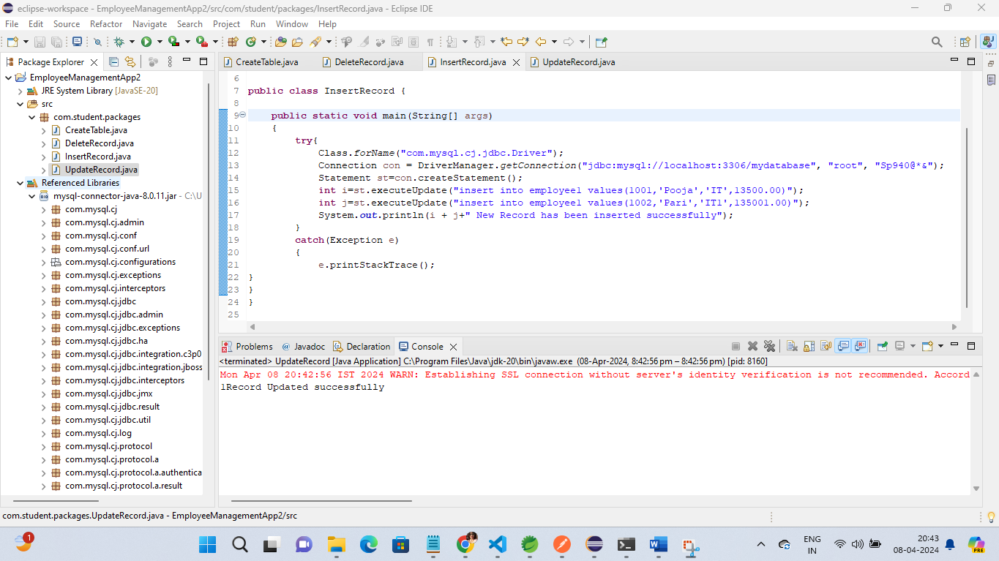 eclipse-workspace - EmployeeManagementApp2/src/com/student/packages/InsertRecord.java - Eclipse IDE
File Edit Source Refactor Navigate Search Project Run Window Help
Package Explorer
EmployeeManagementApp2
JRE System Library [JavaSE-20]
src
com.student.packages
CreateTable.java
DeleteRecord.java
InsertRecord.java
UpdateRecord.java
Referenced Libraries
mysql-connector-java-8.0.11.jar - C:\U
com.mysql.cj
com.mysql.cj.admin
com.mysql.cj.conf
com.mysql.cj.conf.url
com.mysql.cj.configurations
com.mysql.cj.exceptions
com.mysql.cj.interceptors
com.mysql.cj.jdbc
com.mysql.cj.jdbc.admin
com.mysql.cj.jdbc.exceptions
com.mysql.cj.jdbc.ha
com.mysql.cj.jdbc.integration.c3p0
com.mysql.cj.jdbc.integration.jboss
com.mysql.cj.jdbc.interceptors
com.mysql.cj.jdbc.jmx
com.mysql.cj.jdbc.result
com.mysql.cj.jdbc.util
com.mysql.cj.log
com.mysql.cj.protocol
com.mysql.cj.protocol.a
com.mysql.cj.protocol.a.authentica
com.mysql.cj.protocol.a.result
CreateTable.java DeleteRecord.java InsertRecord.java UpdateRecord.java
6
7 public class InsertRecord {
8
9 public static void main(String[] args)
10 {
11 try{
12 Class.forName("com.mysql.cj.jdbc.Driver");
13 Connection con = DriverManager.getConnection("jdbc:mysql://localhost:3306/mydatabase", "root", "Sp940@*&");
14 Statement st=con.createStatement();
15 int i=st.executeUpdate("insert into employee1 values(1001,'Pooja','IT',13500.00)");
16 int j=st.executeUpdate("insert into employee1 values(1002,'Pari','IT1',135001.00)");
17 System.out.println(i + j+" New Record has been inserted successfully");
18 }
19 catch(Exception e)
20 {
21 e.printStackTrace();
22 }
23 }
24 }
25
Problems @ Javadoc Declaration Console
<terminated> UpdateRecord [Java Application] C:\Program Files\Java\jdk-20\bin\javaw.exe (08-Apr-2024, 8:42:56 pm – 8:42:56 pm) [pid: 8160]
Mon Apr 08 20:42:56 IST 2024 WARN: Establishing SSL connection without server's identity verification is not recommended. Accord
1Record Updated successfully
com.student.packages.UpdateRecord.java - EmployeeManagementApp2/src
1
ENG
IN
20:43
08-04-2024
PRE